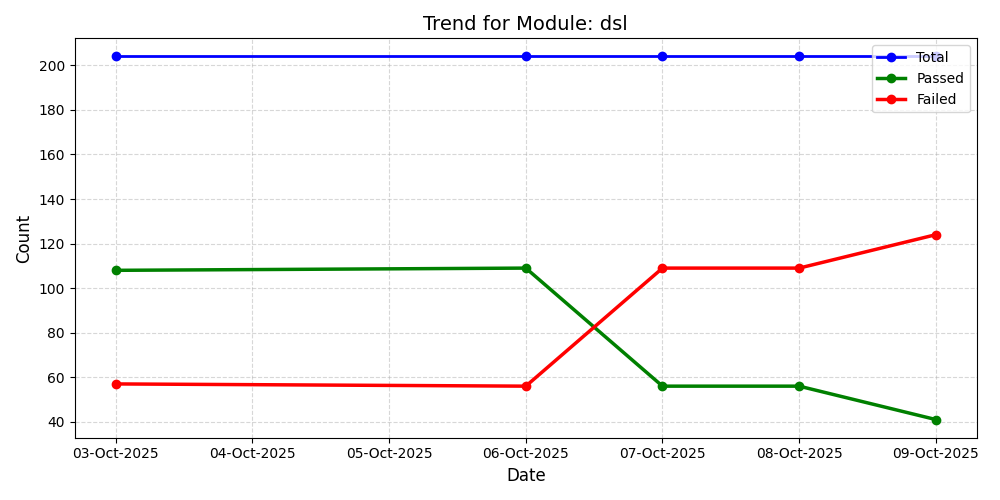 Trend for Module: dsl
Total
Passed
Failed
Count
200
180
160
140
120
100
80
60
40
03-Oct-2025 04-Oct-2025 05-Oct-2025 06-Oct-2025 07-Oct-2025 08-Oct-2025 09-Oct-2025
Date